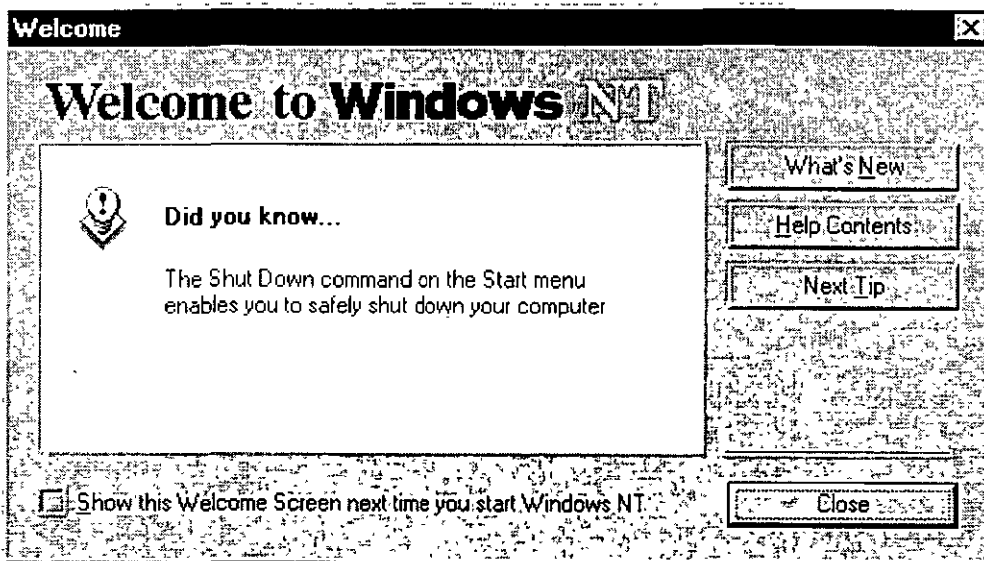 Welcome
Welcome to Windows NT
What's New
Did you know...
Help Contents
The Shut Down command on the Start menu
enables you to safely shut down your computer
Next Tip
Show this Welcome Screen next time you start Windows NT
Close